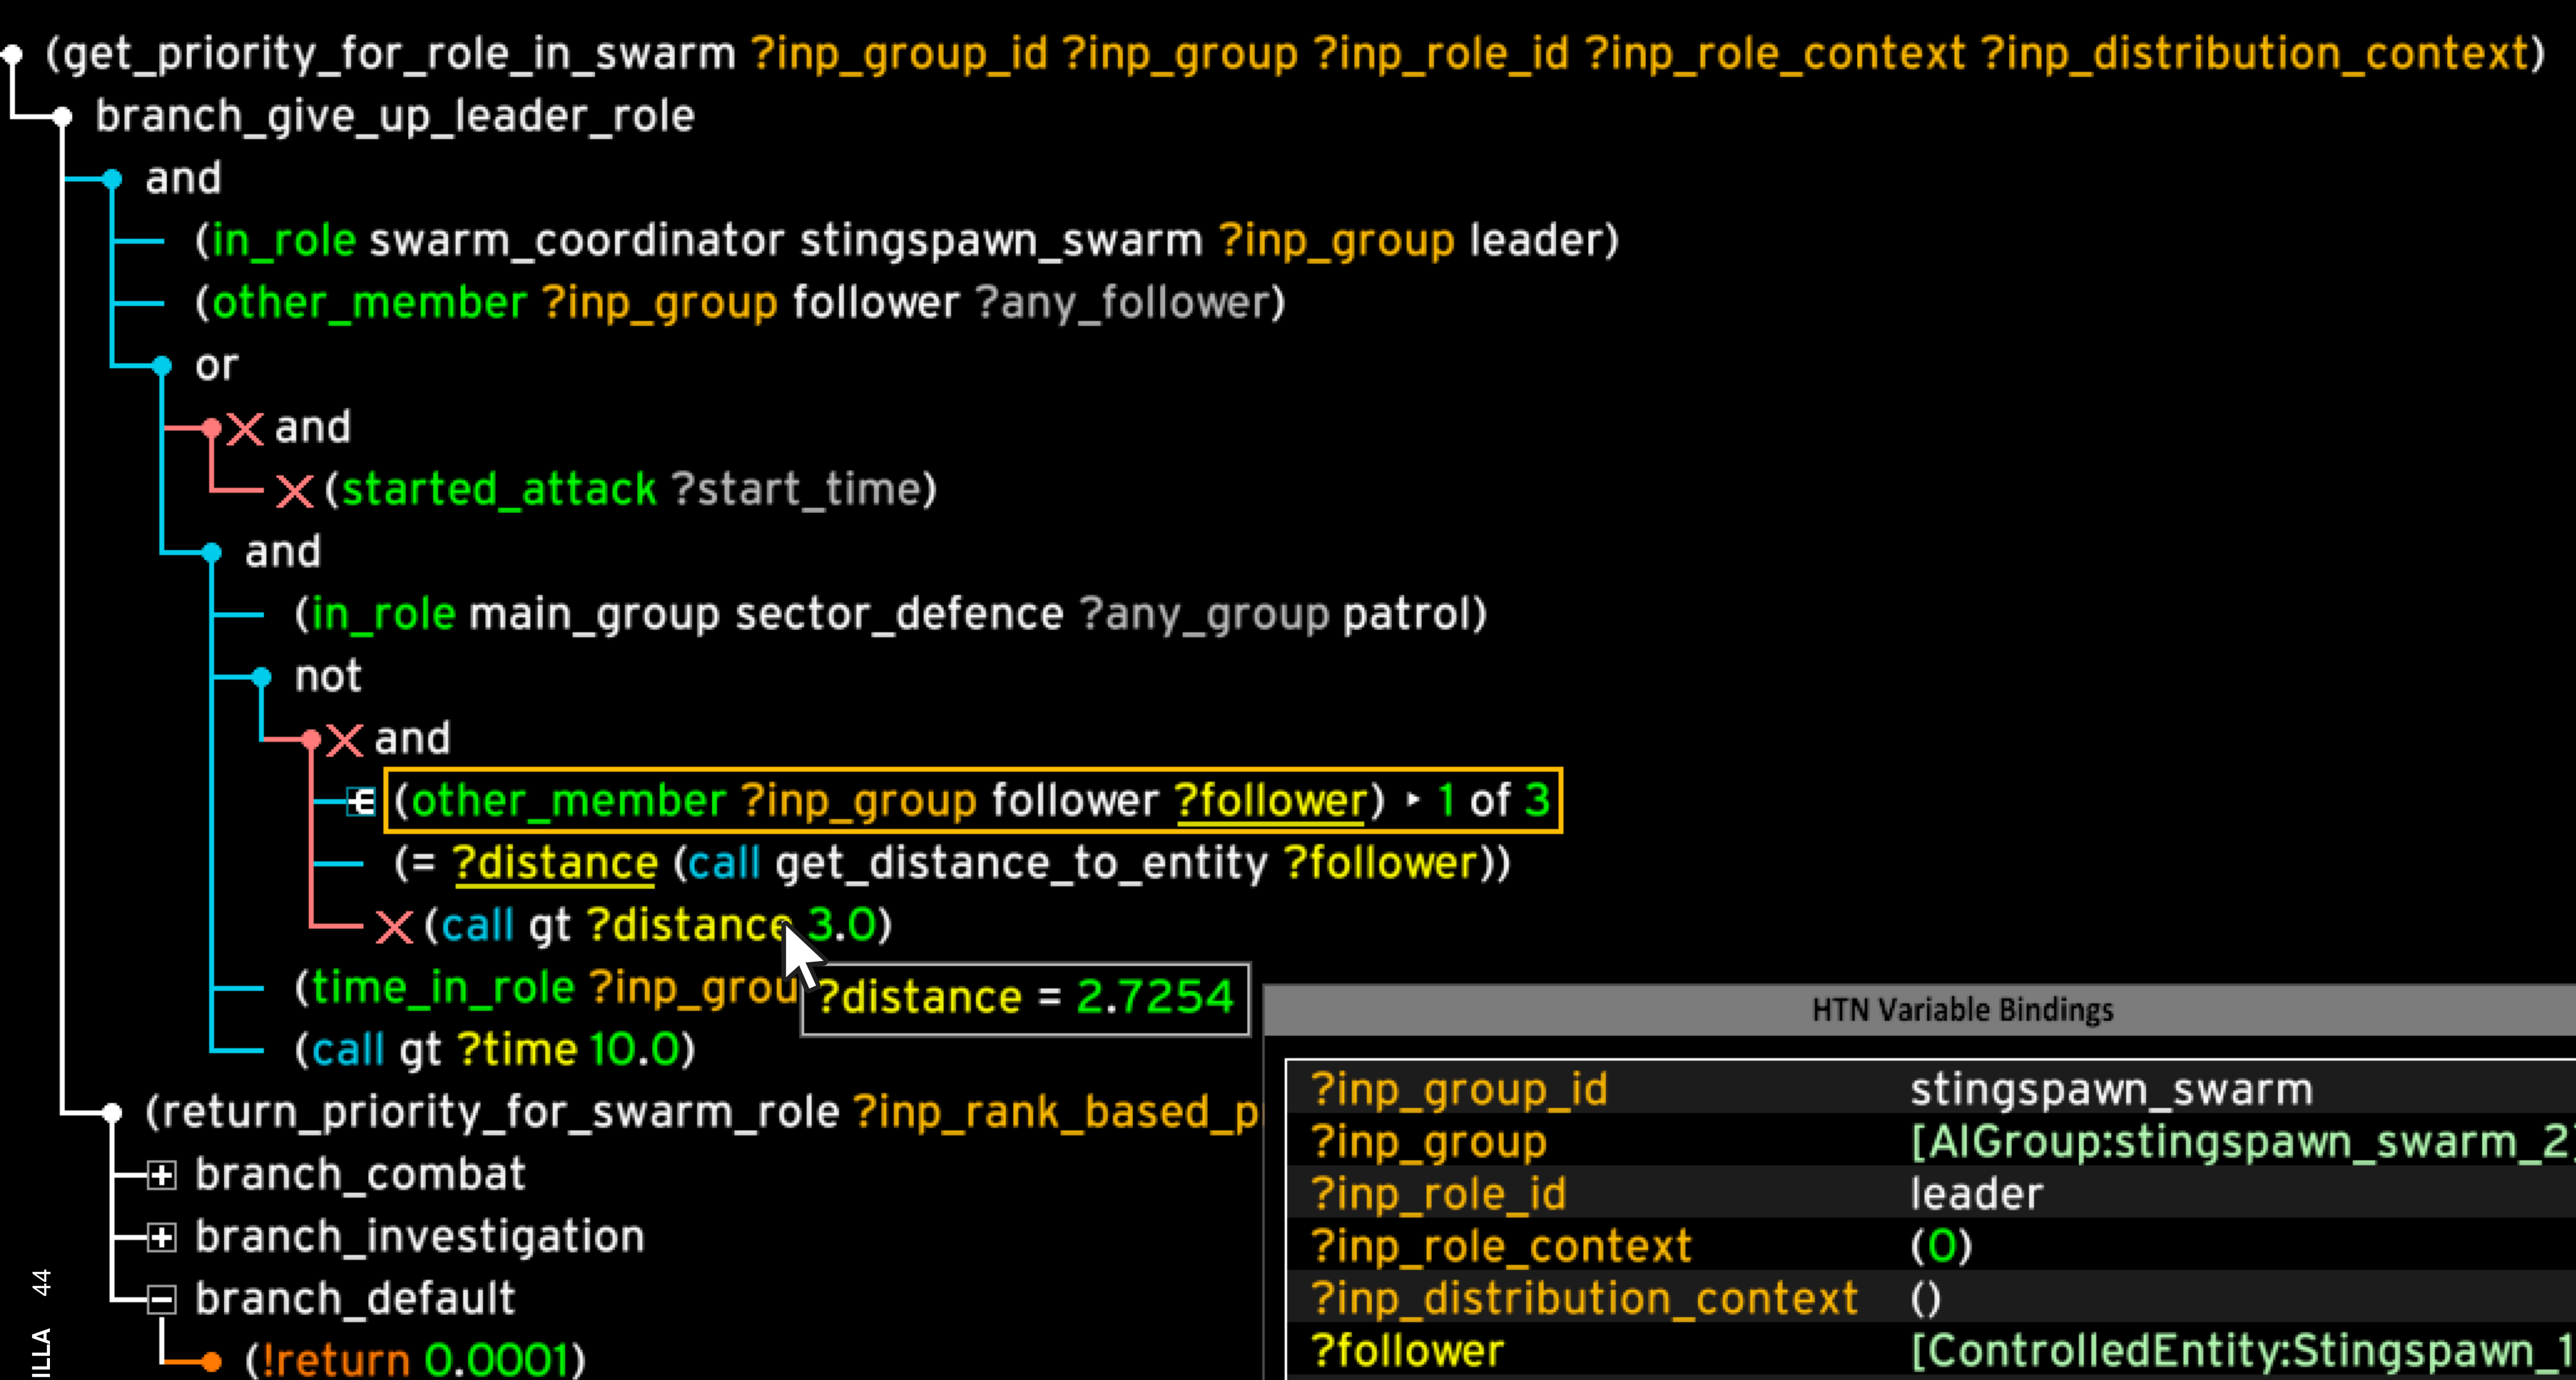 (get_priority_for_role_in_swarm ?inp_group_id ?inp_group ?inp_role_id ?inp_role_context ?inp_distribution_context)
branch_give_up_leader_role
and
(in_role swarm_coordinator stingspawn_swarm ?inp_group leader)
(other_member ?inp_group follower ?any_follower)
or
and
(started_attack ?start_time)
and
(in_role main_group sector_defence ?any_group patrol)
not
and
(other_member ?inp_group follower ?follower) ‣ 1 of 3
(= ?distance (call get_distance_to_entity ?follower))
(call gt ?distance 3.0)
(time_in_role ?inp_grou
?distance = 2.7254
(call gt ?time 10.0)
(return_priority_for_swarm_role ?inp_rank_based_p
branch_combat
branch_investigation
branch_default
(!return 0.0001)
HTN Variable Bindings
?inp_group_id stingspawn_swarm
?inp_group [AIGroup:stingspawn_swarm_2]
?inp_role_id leader
?inp_role_context (0)
?inp_distribution_context ()
?follower [ControlledEntity:Stingspawn_1
ILLA 44